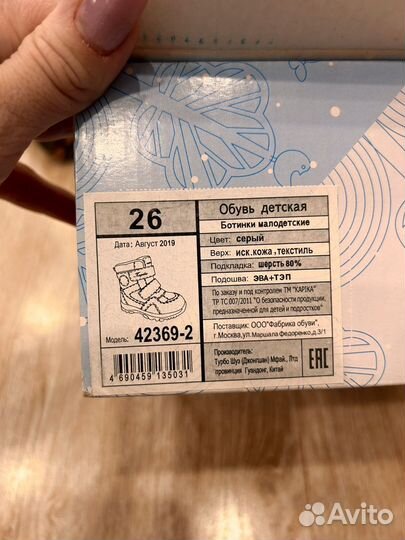 26
Дата: Август 2019
Модель: 42369-2
4 690459 135031
Обувь детская
Ботинки малодетские
Цвет: серый
Верх: иск.кожа,текстиль
Подкладка: шерсть 80%
Подошва: ЭВА+ТЭП
По заказу и под контролем ТМ "КАПІКА"
ТР ТС 007/2011 "О безопасности продукции,
предназначенной для детей и подростков"
Поставщик: ООО"Фабрика обуви",
г.Москва,ул.Маршала Федоренко,д.3/1
Производитель:
Турбо Шуз (Джонгшан) Мфай., Лтд
провинция Гуандонг, Китай
ЕАС
Avito